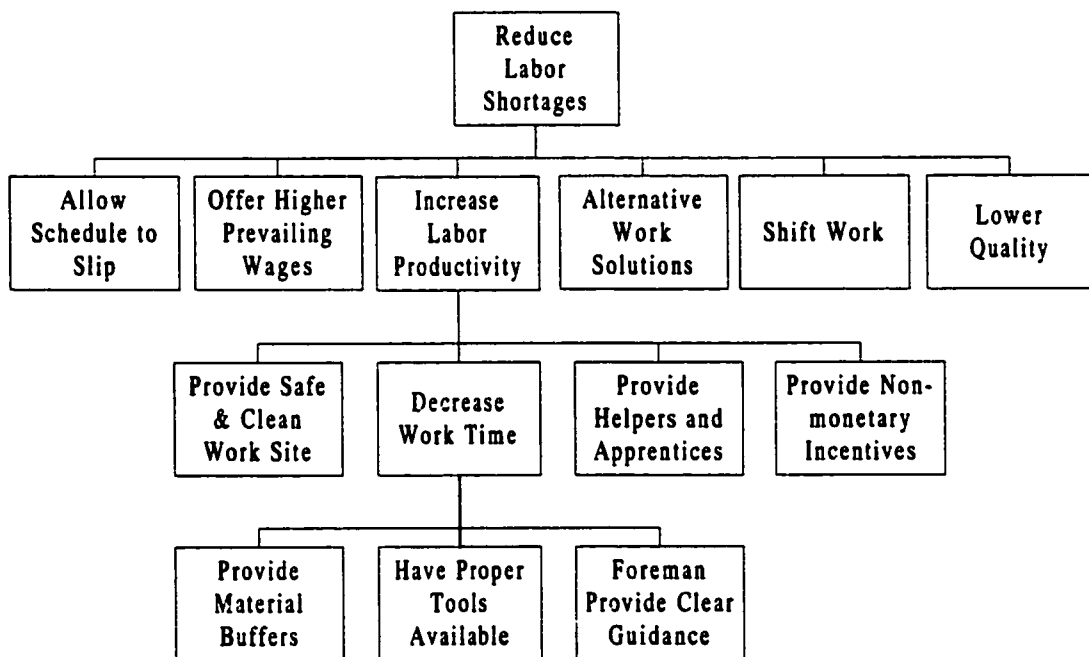 Reduce
Labor
Shortages
Allow
Schedule to
Slip
Offer Higher
Prevailing
Wages
Increase
Labor
Productivity
Alternative
Work
Solutions
Shift Work
Lower
Quality
Provide Safe
& Clean
Work Site
Decrease
Work Time
Provide
Helpers and
Apprentices
Provide Non-
monetary
Incentives
Provide
Material
Buffers
Have Proper
Tools
Available
Foreman
Provide Clear
Guidance